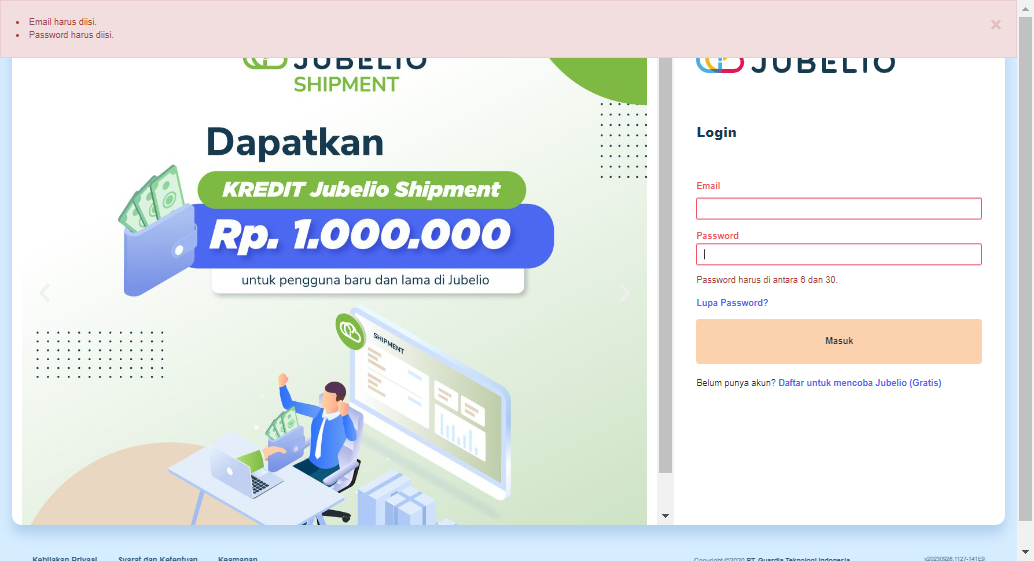 Email harus diisi.
Password harus diisi.
JUBELIO
SHIPMENT
Dapatkan
KREDIT Jubelio Shipment
Rp. 1.000.000
untuk pengguna baru dan lama di Jubelio
SHIPMENT
JUBELIO
Login
Email
Password
Password harus di antara 6 dan 30.
Lupa Password?
Masuk
Belum punya akun? Daftar untuk mencoba Jubelio (Gratis)
Kebijakan Privasi
Syarat dan Ketentuan
Keamanan
Copyright ©2020 PT. Guardia Teknologi Indonesia
v20230926.1127-141E9